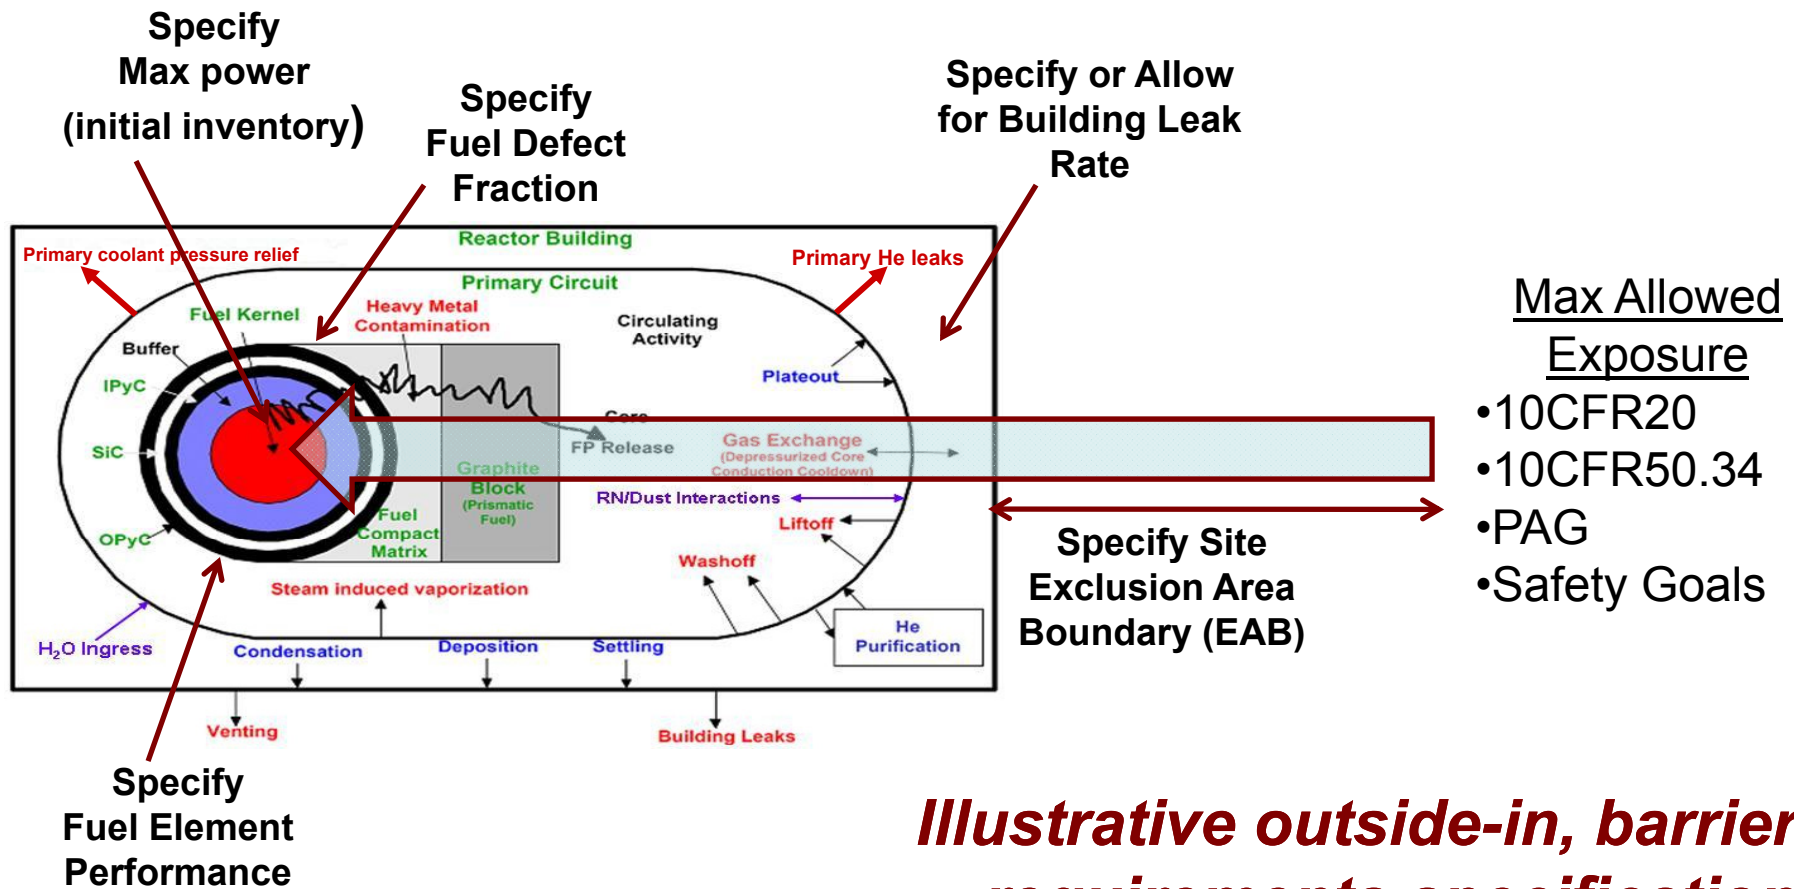 Specify
Max power
(initial inventory)
Specify
Fuel Defect
Fraction
Specify or Allow
for Building Leak
Rate
Reactor Building
Primary coolant pressure relief
Primary He leaks
Primary Circuit
Fuel Kernel
Heavy Metal
Contamination
Circulating
Activity
Buffer
IPyC
Plateout
SiC
Core
FP Release
Gas Exchange
(Depressurized Core
Conduction Cooldown)
Graphite
Block
(Prismatic
Fuel)
RN/Dust Interactions
OPyC
Fuel
Compact
Matrix
Liftoff
Washoff
Steam induced vaporization
H₂O Ingress
Condensation
Deposition
Settling
He
Purification
Venting
Building Leaks
Specify
Fuel Element
Performance
Specify Site
Exclusion Area
Boundary (EAB)
Max Allowed
Exposure
•10CFR20
•10CFR50.34
•PAG
•Safety Goals
Illustrative outside-in, barrier
requirements specification